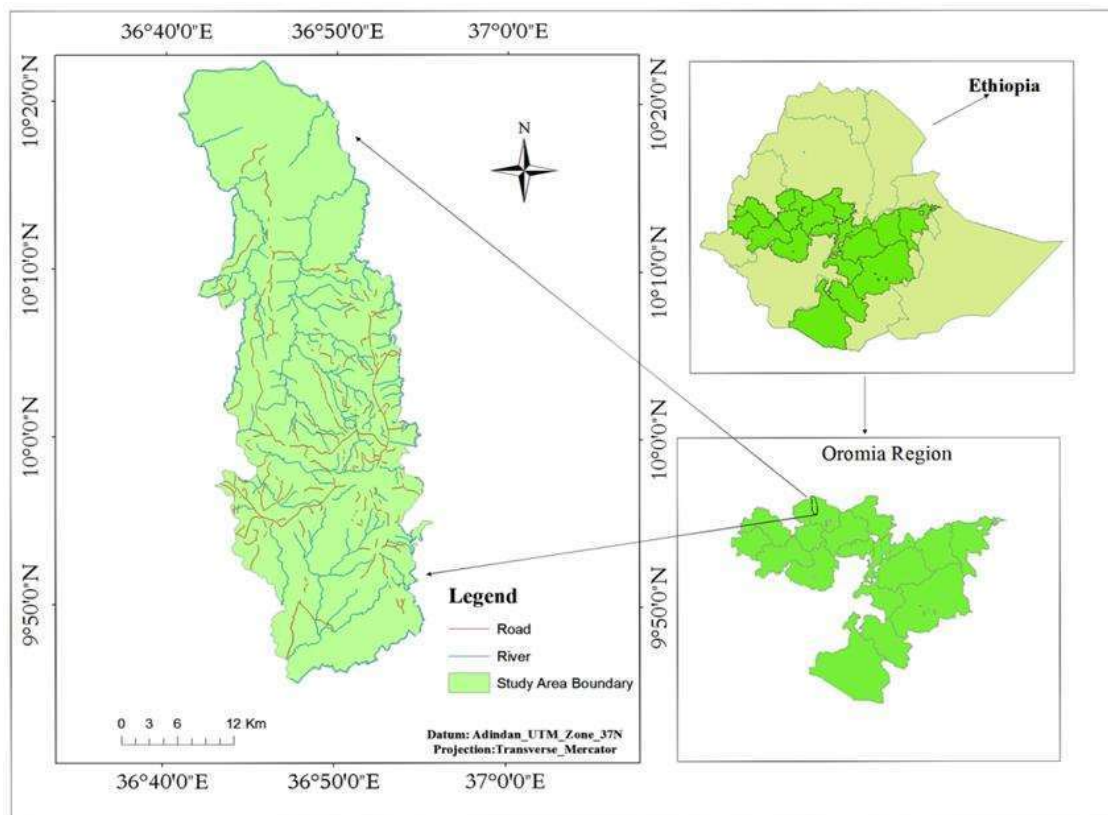 36°40'0"E 36°50'0"E 37°0'0"E
10°20'0"N
10°10'0"N
10°0'0"N
9°50'0"N
N
Legend
Road
River
Study Area Boundary
0 3 6 12 Km
Datum: Adindan_UTM_Zone_37N
Projection:Transverse_Mercator
10°20'0"N
10°10'0"N
10°0'0"N
9°50'0"N
36°40'0"E 36°50'0"E 37°0'0"E
Ethiopia
Oromia Region